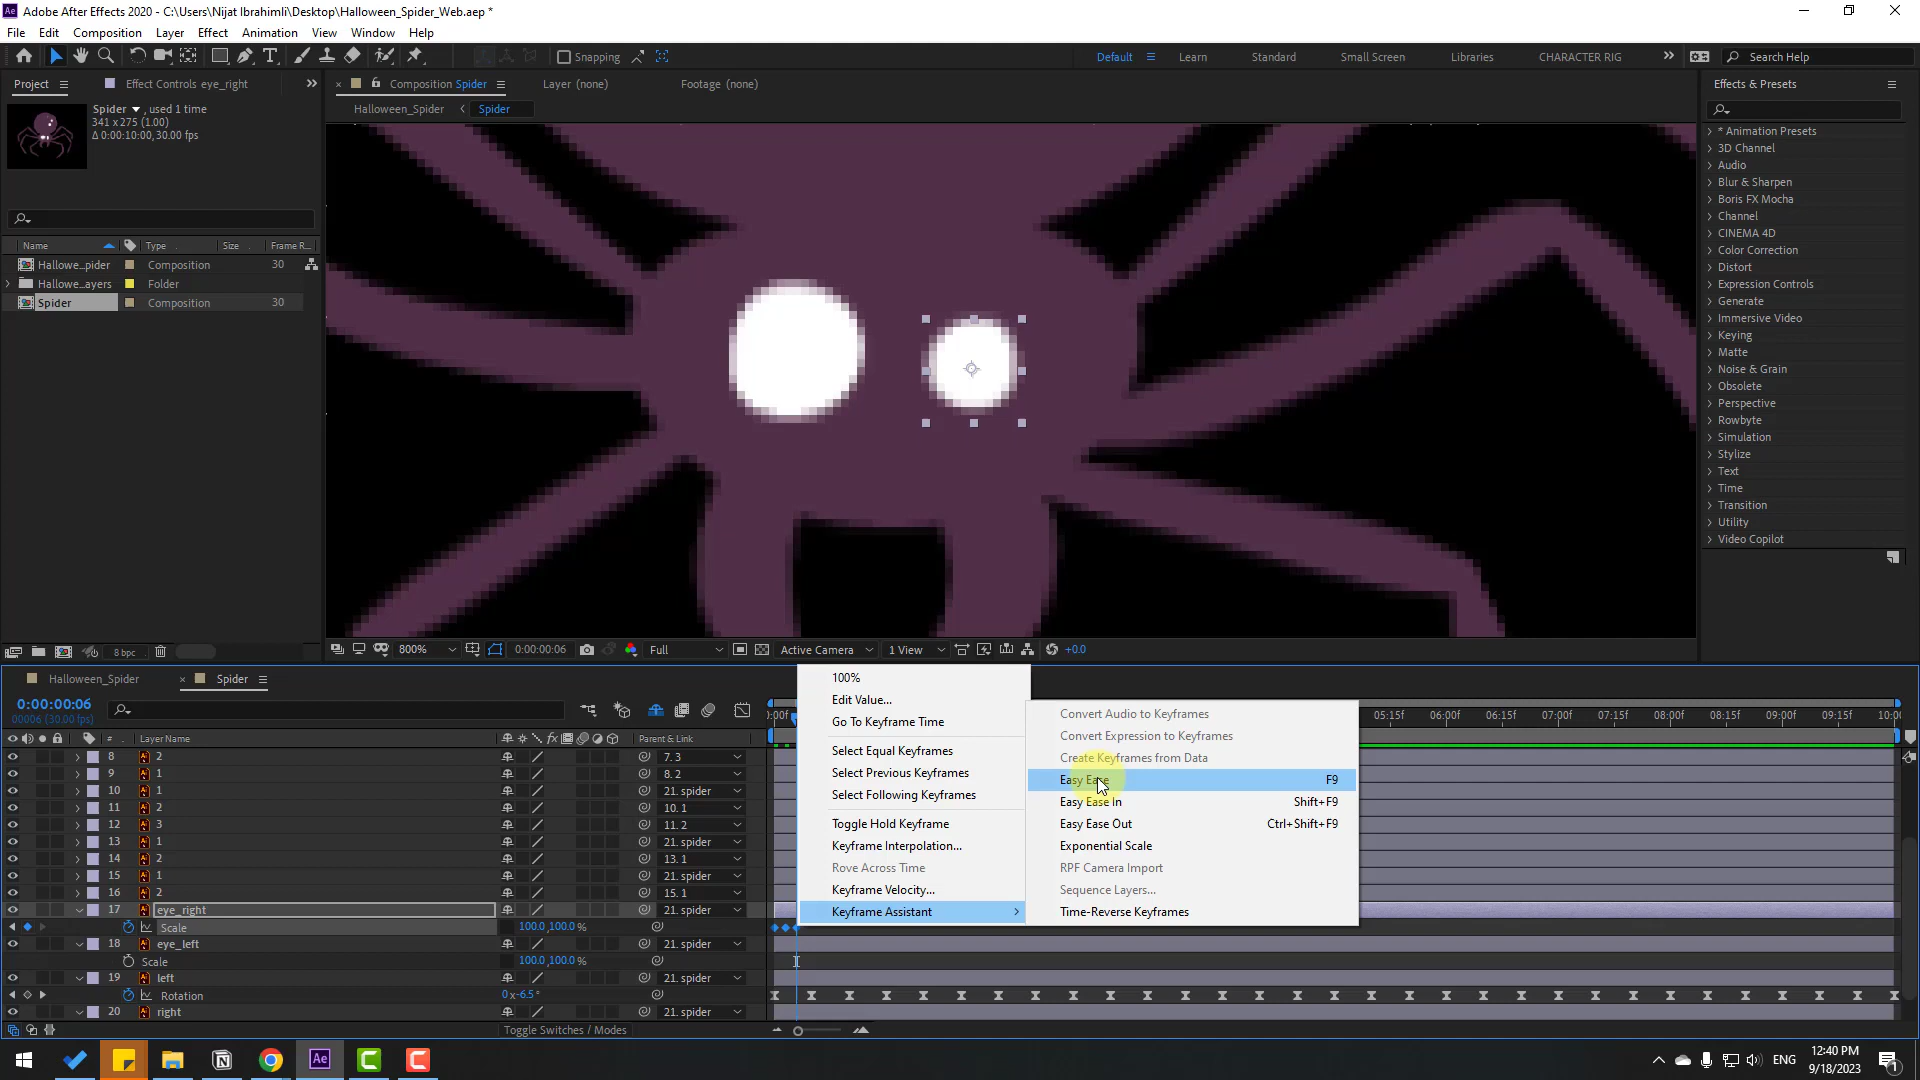 Adobe After Effects 2020 - C:\Users\Nijat Ibrahimli\Desktop\Halloween_Spider_Web.aep *
File Edit Composition Layer Effect Animation View Window Help
Snapping Default Learn Standard Small Screen Libraries CHARACTER RIG Search Help
Project Effect Controls eye_right Composition Spider Layer (none) Footage (none) Effects & Presets
Halloween_Spider Spider
Spider , used 1 time
341 x 275 (1.00)
Δ 0:00:10:00, 30.00 fps
Name Type Size Frame R...
Hallowe...pider Composition 30
Hallowe...ayers Folder
Spider Composition 30
* Animation Presets
3D Channel
Audio
Blur & Sharpen
Boris FX Mocha
Channel
CINEMA 4D
Color Correction
Distort
Expression Controls
Generate
Immersive Video
Keying
Matte
Noise & Grain
Obsolete
Perspective
Rowbyte
Simulation
Stylize
Text
Time
Transition
Utility
Video Copilot
8 bpc 800% 0:00:00:06 Full Active Camera 1 View +0.0
Halloween_Spider Spider
0:00:00:06
00006 (30.00 fps)
# Layer Name Parent & Link
8 2 7. 3
9 1 8. 2
10 1 21. spider
11 2 10. 1
12 3 11. 2
13 1 21. spider
14 2 13. 1
15 1 21. spider
16 2 15. 1
17 eye_right 21. spider
Scale 100.0,100.0 %
18 eye_left 21. spider
Scale 100.0,100.0 %
19 left 21. spider
Rotation 0x-6.5°
20 right 21. spider
Toggle Switches / Modes
100%
Edit Value...
Go To Keyframe Time
Select Equal Keyframes
Select Previous Keyframes
Select Following Keyframes
Toggle Hold Keyframe
Keyframe Interpolation...
Rove Across Time
Keyframe Velocity...
Keyframe Assistant
Convert Audio to Keyframes
Convert Expression to Keyframes
Create Keyframes from Data
Easy Ease F9
Easy Ease In Shift+F9
Easy Ease Out Ctrl+Shift+F9
Exponential Scale
RPF Camera Import
Sequence Layers...
Time-Reverse Keyframes
05:15f 06:00f 06:15f 07:00f 07:15f 08:00f 08:15f 09:00f 09:15f
ENG
12:40 PM
9/18/2023
1